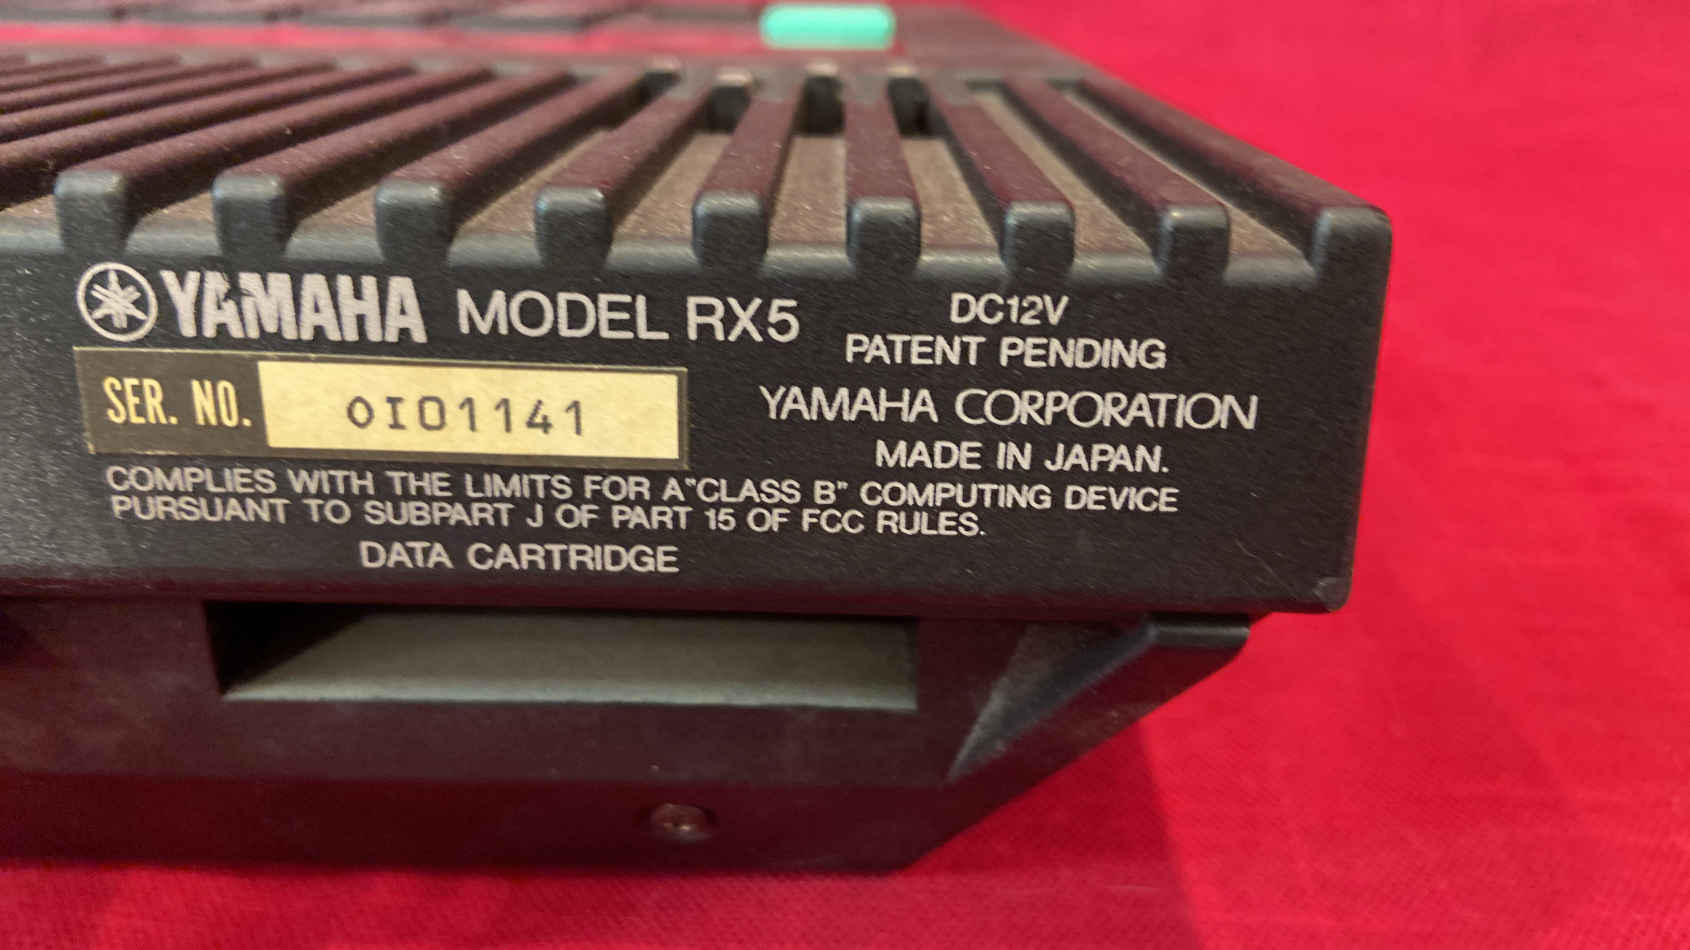 YAMAHA MODEL RX5
DC12V
PATENT PENDING
SER. NO. OI01141
YAMAHA CORPORATION
MADE IN JAPAN.
COMPLIES WITH THE LIMITS FOR A"CLASS B" COMPUTING DEVICE
PURSUANT TO SUBPART J OF PART 15 OF FCC RULES.
DATA CARTRIDGE